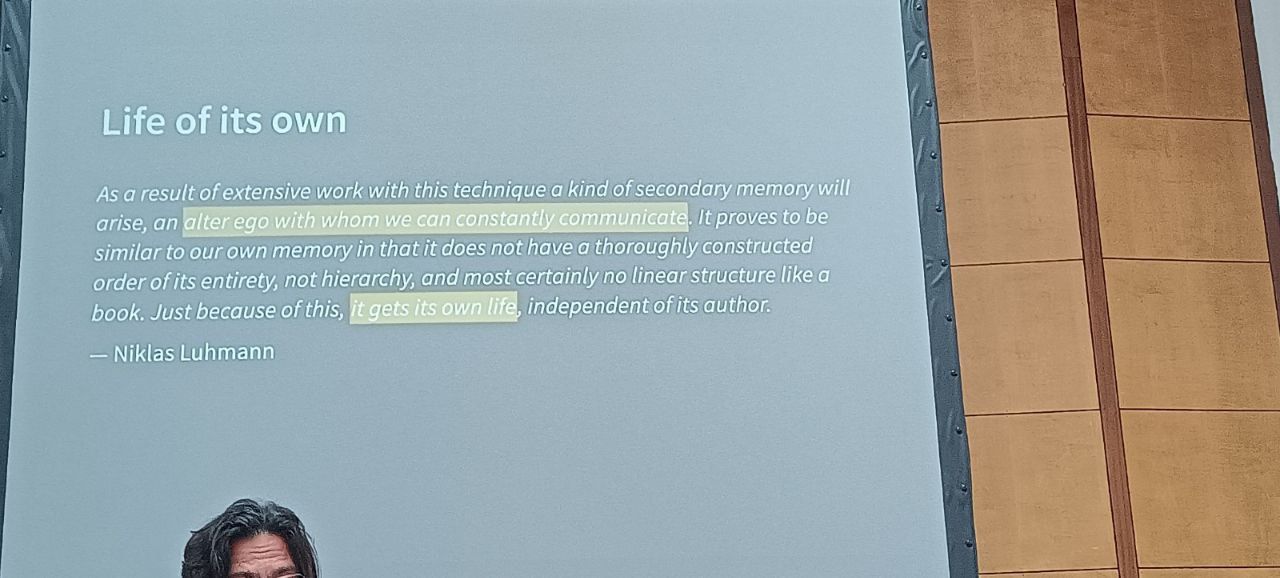 Life of its own
As a result of extensive work with this technique a kind of secondary memory will
arise, an alter ego with whom we can constantly communicate. It proves to be
similar to our own memory in that it does not have a thoroughly constructed
order of its entirety, not hierarchy, and most certainly no linear structure like a
book. Just because of this, it gets its own life, independent of its author.
— Niklas Luhmann